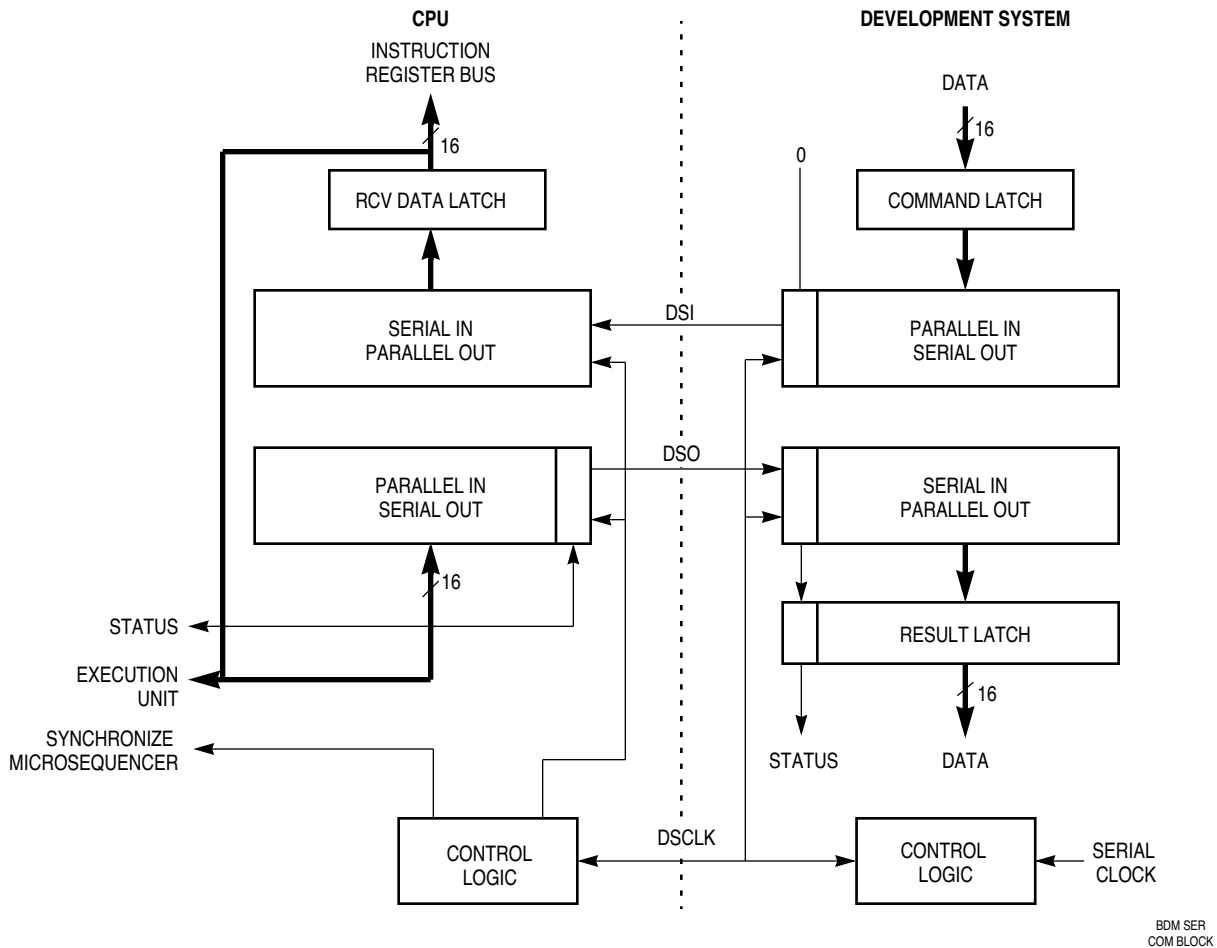 CPU
DEVELOPMENT SYSTEM
INSTRUCTION
REGISTER BUS
DATA
16
16
0
RCV DATA LATCH
COMMAND LATCH
DSI
SERIAL IN
PARALLEL OUT
PARALLEL IN
SERIAL OUT
DSO
PARALLEL IN
SERIAL OUT
SERIAL IN
PARALLEL OUT
16
STATUS
RESULT LATCH
EXECUTION
UNIT
16
SYNCHRONIZE
MICROSEQUENCER
STATUS
DATA
DSCLK
CONTROL
LOGIC
CONTROL
LOGIC
SERIAL
CLOCK
BDM SER
COM BLOCK